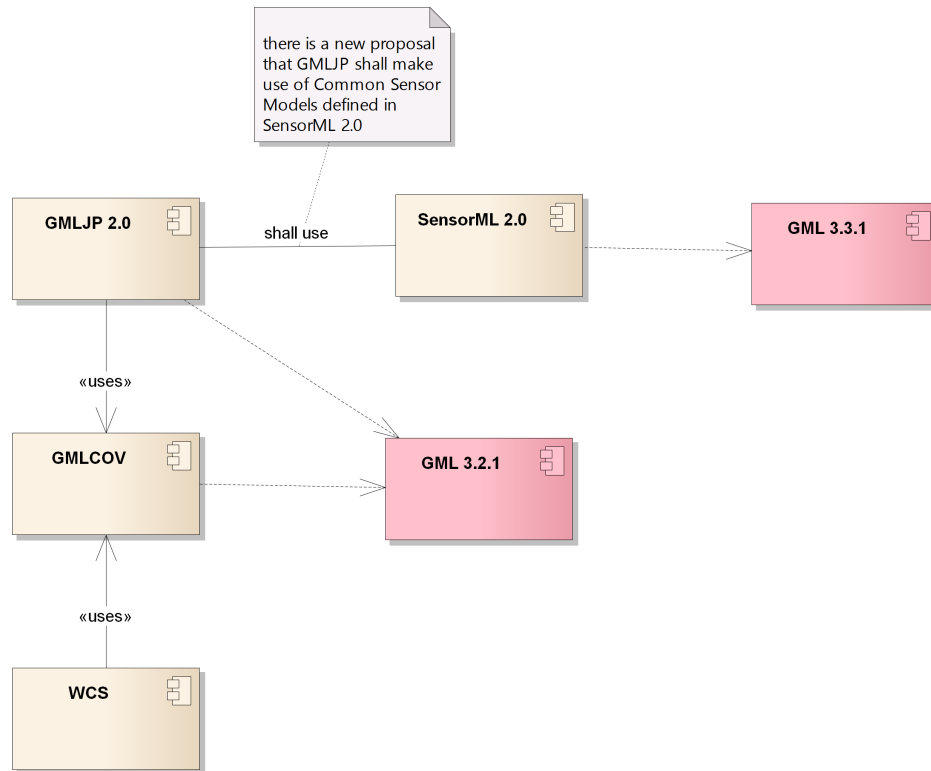 there is a new proposal
that GMLJP shall make
use of Common Sensor
Models defined in
SensorML 2.0
GMLJP 2.0
SensorML 2.0
GML 3.3.1
shall use
«uses»
GMLCOV
GML 3.2.1
«uses»
WCS